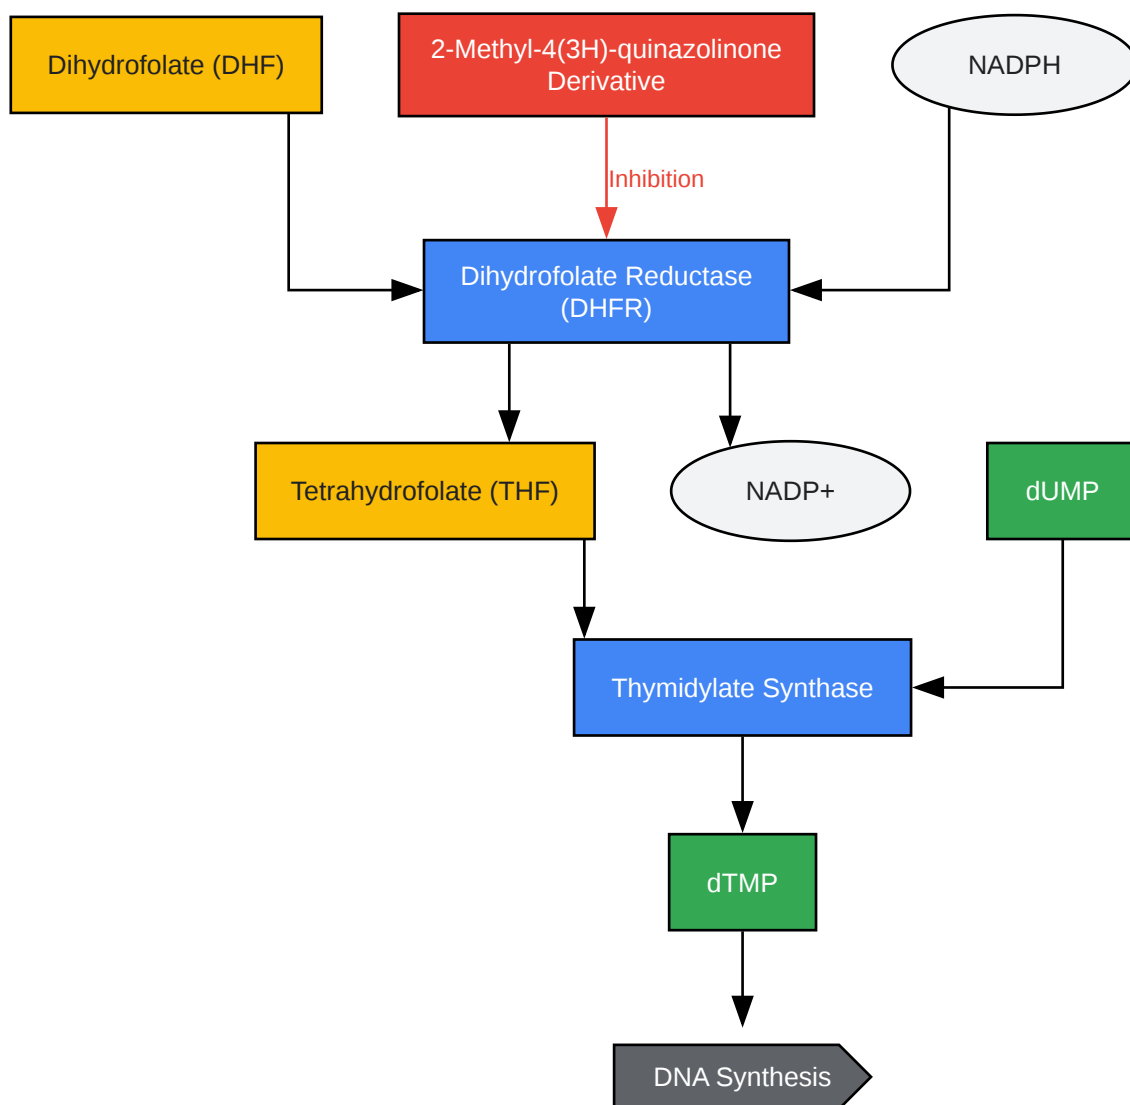 Dihydrofolate (DHF)
2-Methyl-4(3H)-quinazolinone
Derivative
NADPH
Inhibition
Dihydrofolate Reductase
(DHFR)
Tetrahydrofolate (THF)
NADP+
dUMP
Thymidylate Synthase
dTMP
DNA Synthesis